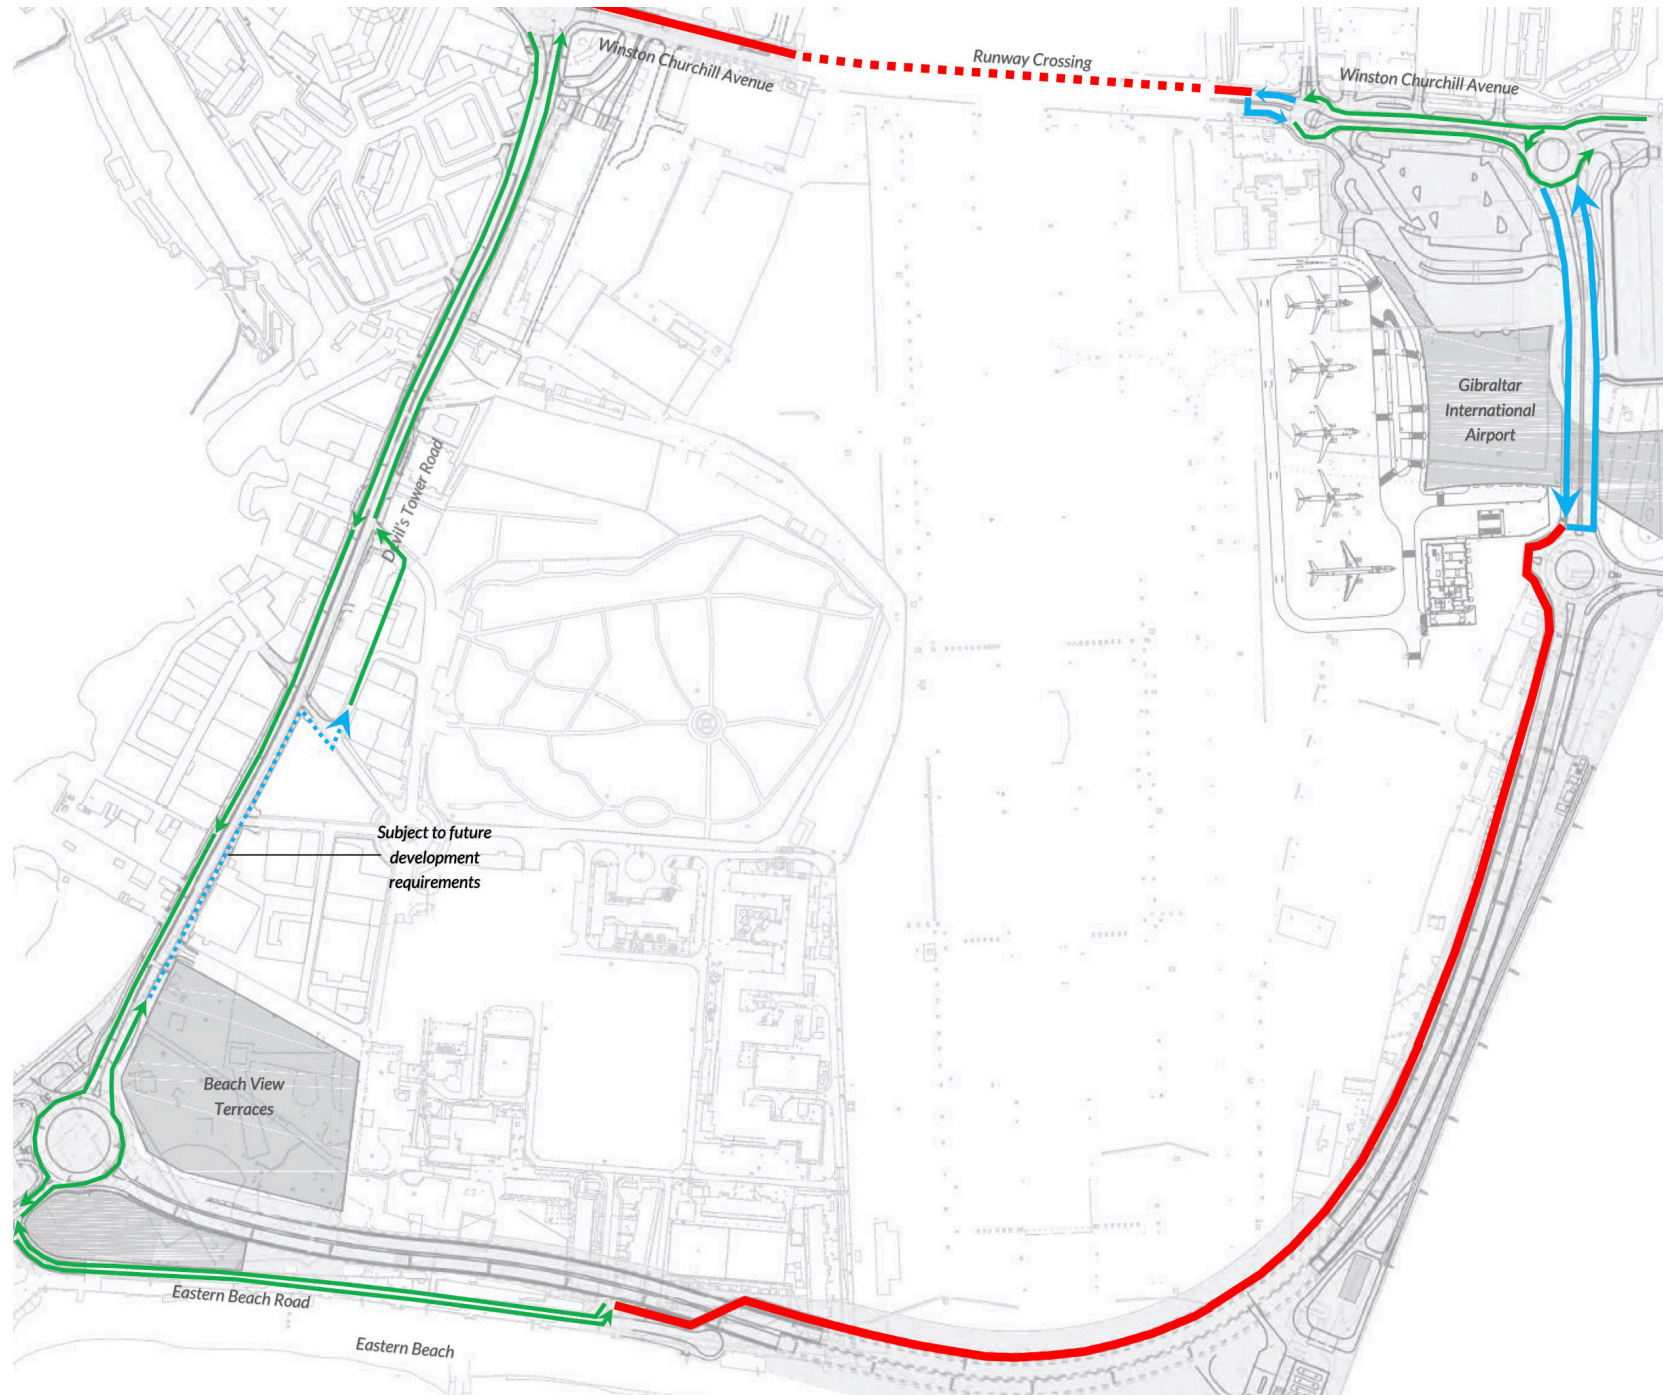 Winston Churchill Avenue
Runway Crossing
Winston Churchill Avenue
Gibraltar
International
Airport
Devil's Tower Road
Subject to future
development
requirements
Beach View
Terraces
Eastern Beach Road
Eastern Beach